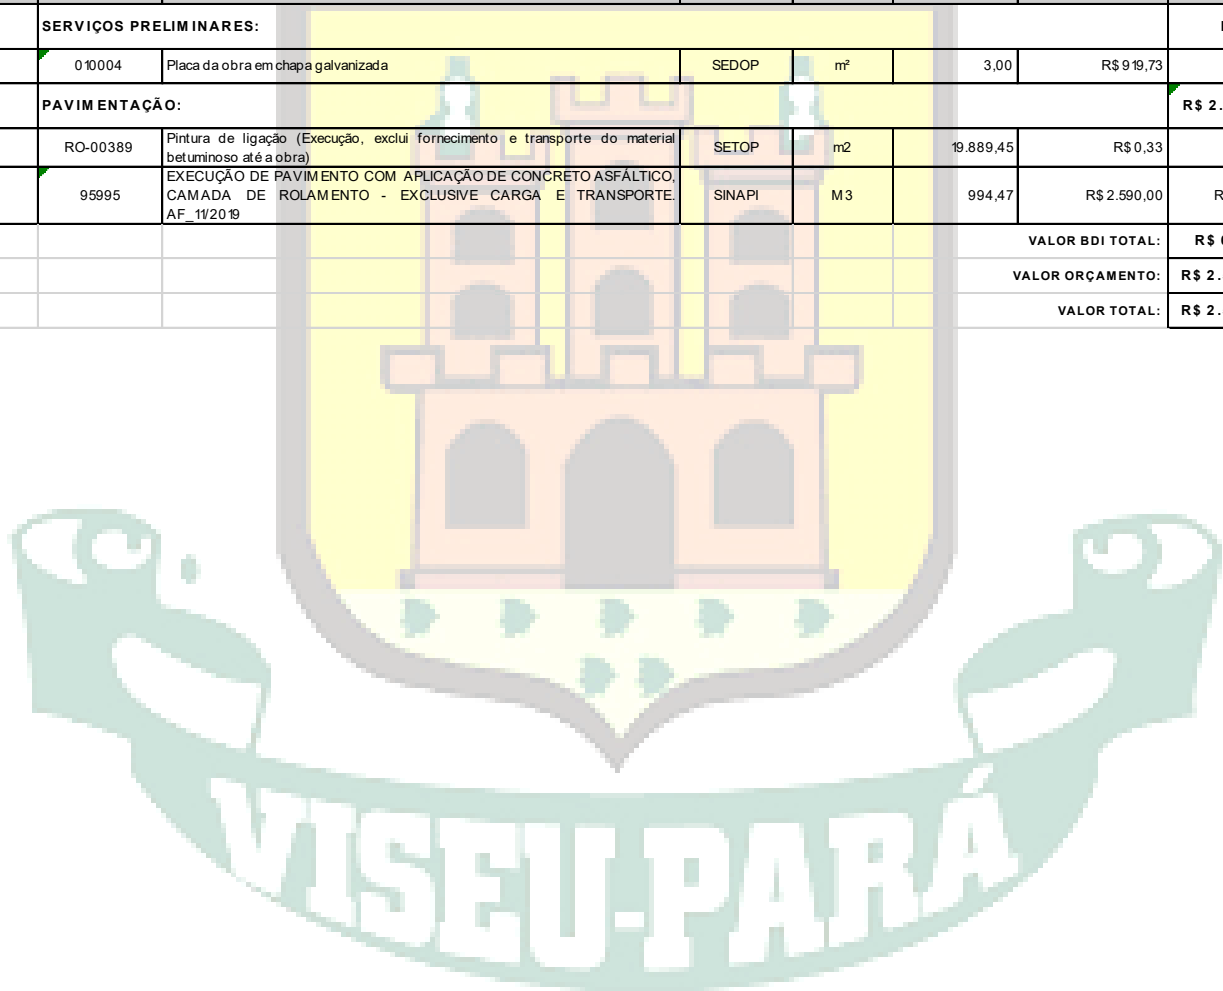 SERVIÇOS PRELIMINARES:
010004 Placa da obra em chapa galvanizada SEDOP m² 3,00 R$ 919,73
PAVIMENTAÇÃO: R$ 2.
RO-00389 Pintura de ligação (Execução, exclui fornecimento e transporte do material betuminoso até a obra) SETOP m2 19.889,45 R$ 0,33
95995 EXECUÇÃO DE PAVIMENTO COM APLICAÇÃO DE CONCRETO ASFÁLTICO, CAMADA DE ROLAMENTO - EXCLUSIVE CARGA E TRANSPORTE. AF_11/2019 SINAPI M3 994,47 R$ 2.590,00
VALOR BDI TOTAL: R$
VALOR ORÇAMENTO: R$ 2.
VALOR TOTAL: R$ 2.
VISEU-PARÁ